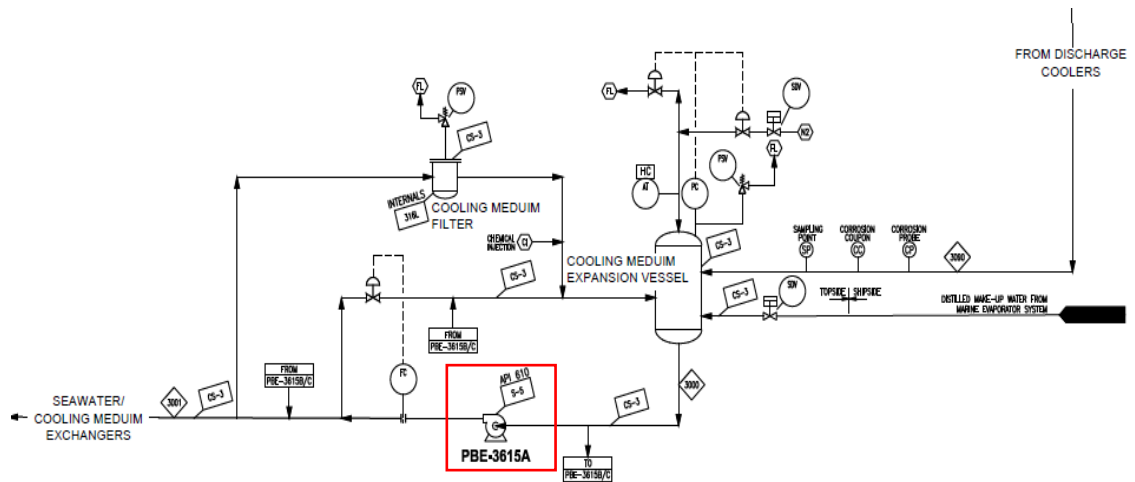 FROM DISCHARGE
COOLERS
FL
PSV
CS-3
INTERNALS
316L
COOLING MEDUIM
FILTER
CHEMICAL
INJECTION
CI
FL
SDV
N2
FL
PSV
HC
AT
PC
CS-3
COOLING MEDUIM
EXPANSION VESSEL
SAMPLING
POINT
SP
CORROSION
COUPON
CC
CORROSION
PROBE
CP
3090
CS-3
SDV
TOPSIDE
SHIPSIDE
DISTILLED MAKE-UP WATER FROM
MARINE EVAPORATOR SYSTEM
CS-3
FROM
PBE-3615B/C
FROM
PBE-3615B/C
FC
API 610
S-5
PBE-3615A
3000
CS-3
TO
PBE-3615B/C
3001
CS-3
SEAWATER/
COOLING MEDUIM
EXCHANGERS